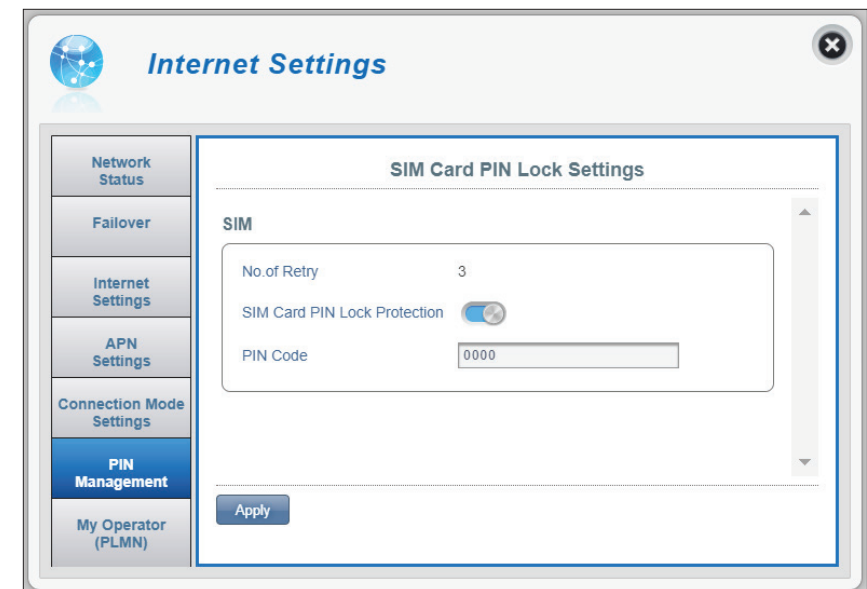 Internet Settings
Network
Status
Failover
Internet
Settings
APN
Settings
Connection Mode
Settings
PIN
Management
My Operator
(PLMN)
SIM Card PIN Lock Settings
SIM
No.of Retry 3
SIM Card PIN Lock Protection
PIN Code 0000
Apply